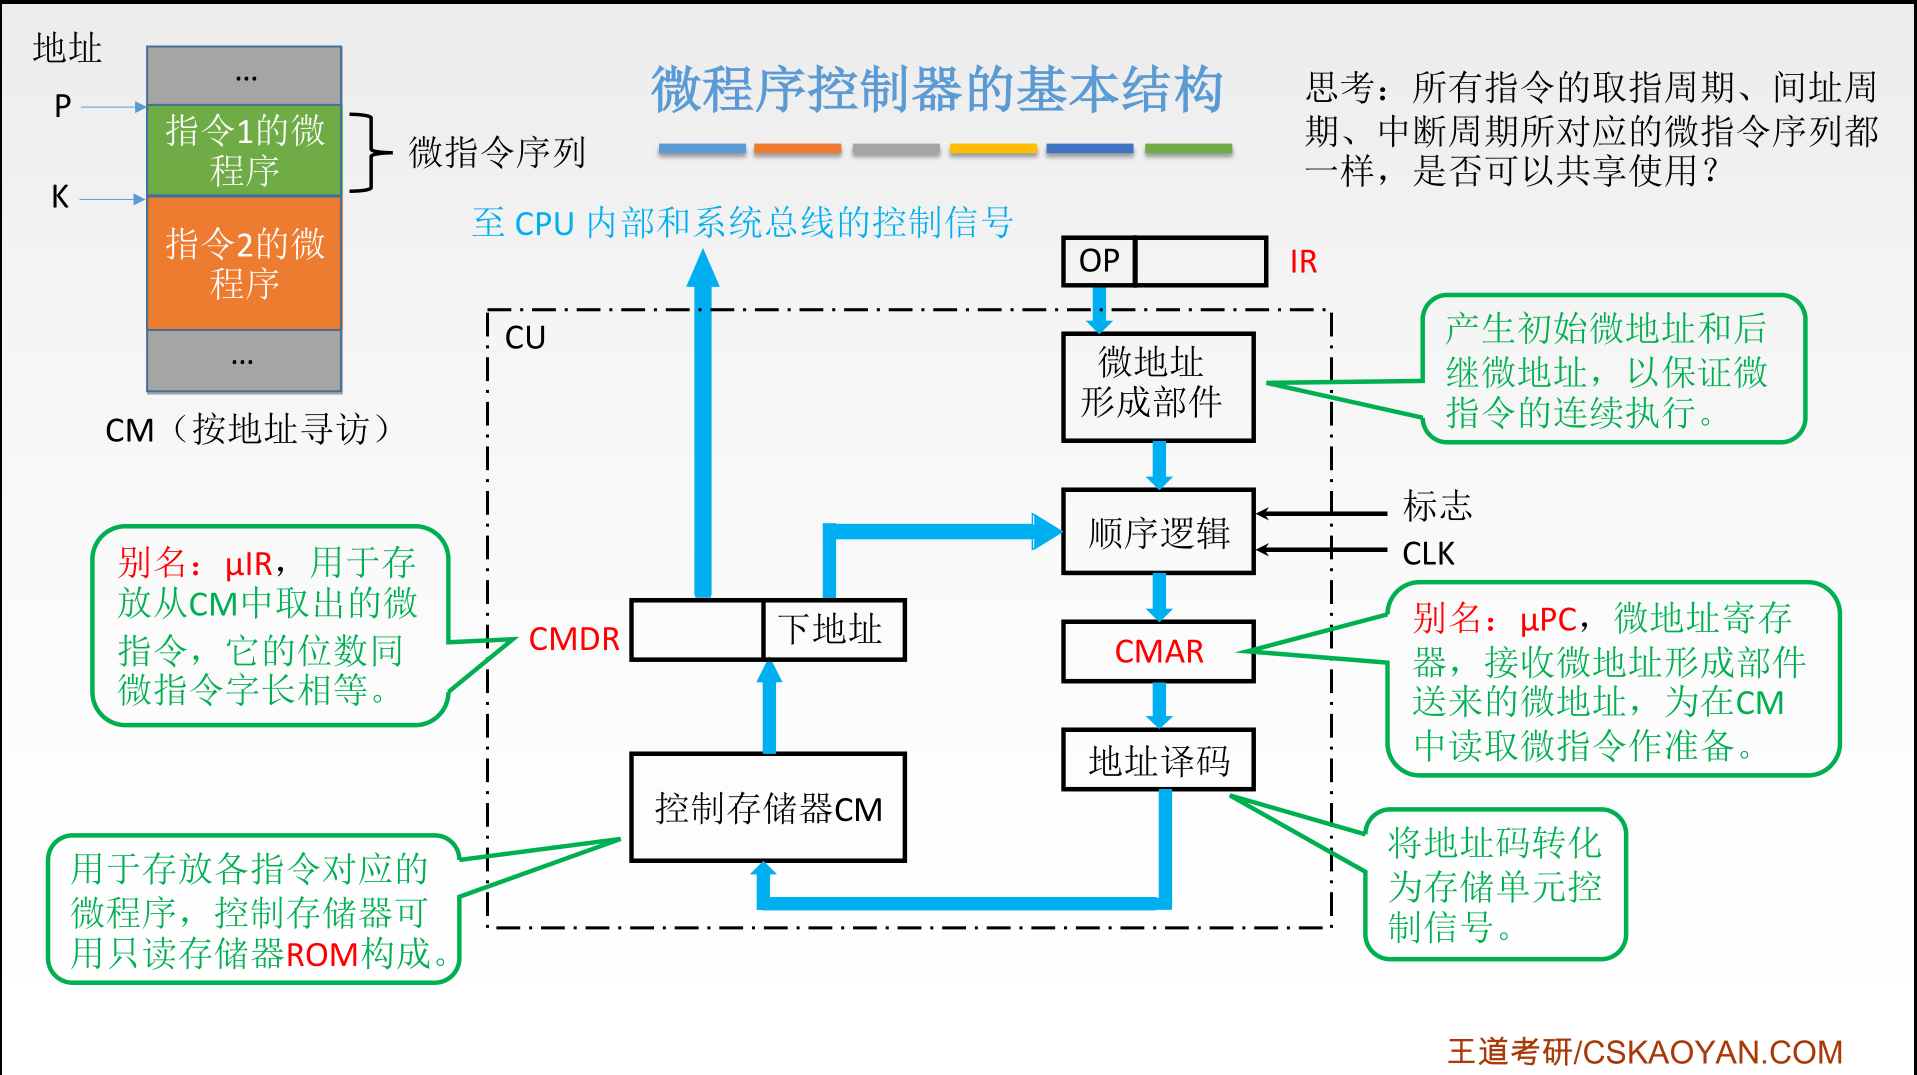 地址
…
P
指令1的微
程序
微指令序列
K
指令2的微
程序
…
CM（按地址寻访）
微程序控制器的基本结构
思考：所有指令的取指周期、间址周
期、中断周期所对应的微指令序列都
一样，是否可以共享使用？
至 CPU 内部和系统总线的控制信号
OP
IR
CU
微地址
形成部件
产生初始微地址和后
继微地址，以保证微
指令的连续执行。
顺序逻辑
标志
CLK
别名：μIR，用于存
放从CM中取出的微
指令，它的位数同
微指令字长相等。
CMDR
下地址
CMAR
别名：μPC，微地址寄存
器，接收微地址形成部件
送来的微地址，为在CM
中读取微指令作准备。
地址译码
控制存储器CM
用于存放各指令对应的
微程序，控制存储器可
用只读存储器ROM构成。
将地址码转化
为存储单元控
制信号。
王道考研/CSKAOYAN.COM